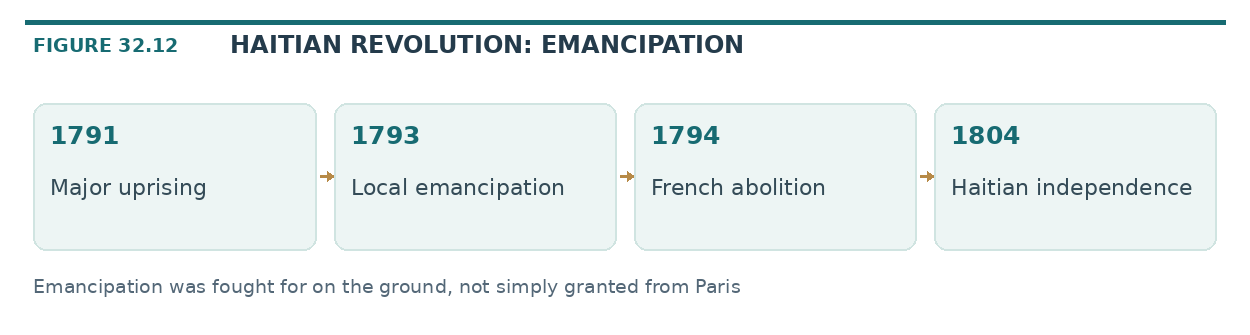 FIGURE 32.12 HAITIAN REVOLUTION: EMANCIPATION
1791
Major uprising
1793
Local emancipation
1794
French abolition
1804
Haitian independence
Emancipation was fought for on the ground, not simply granted from Paris